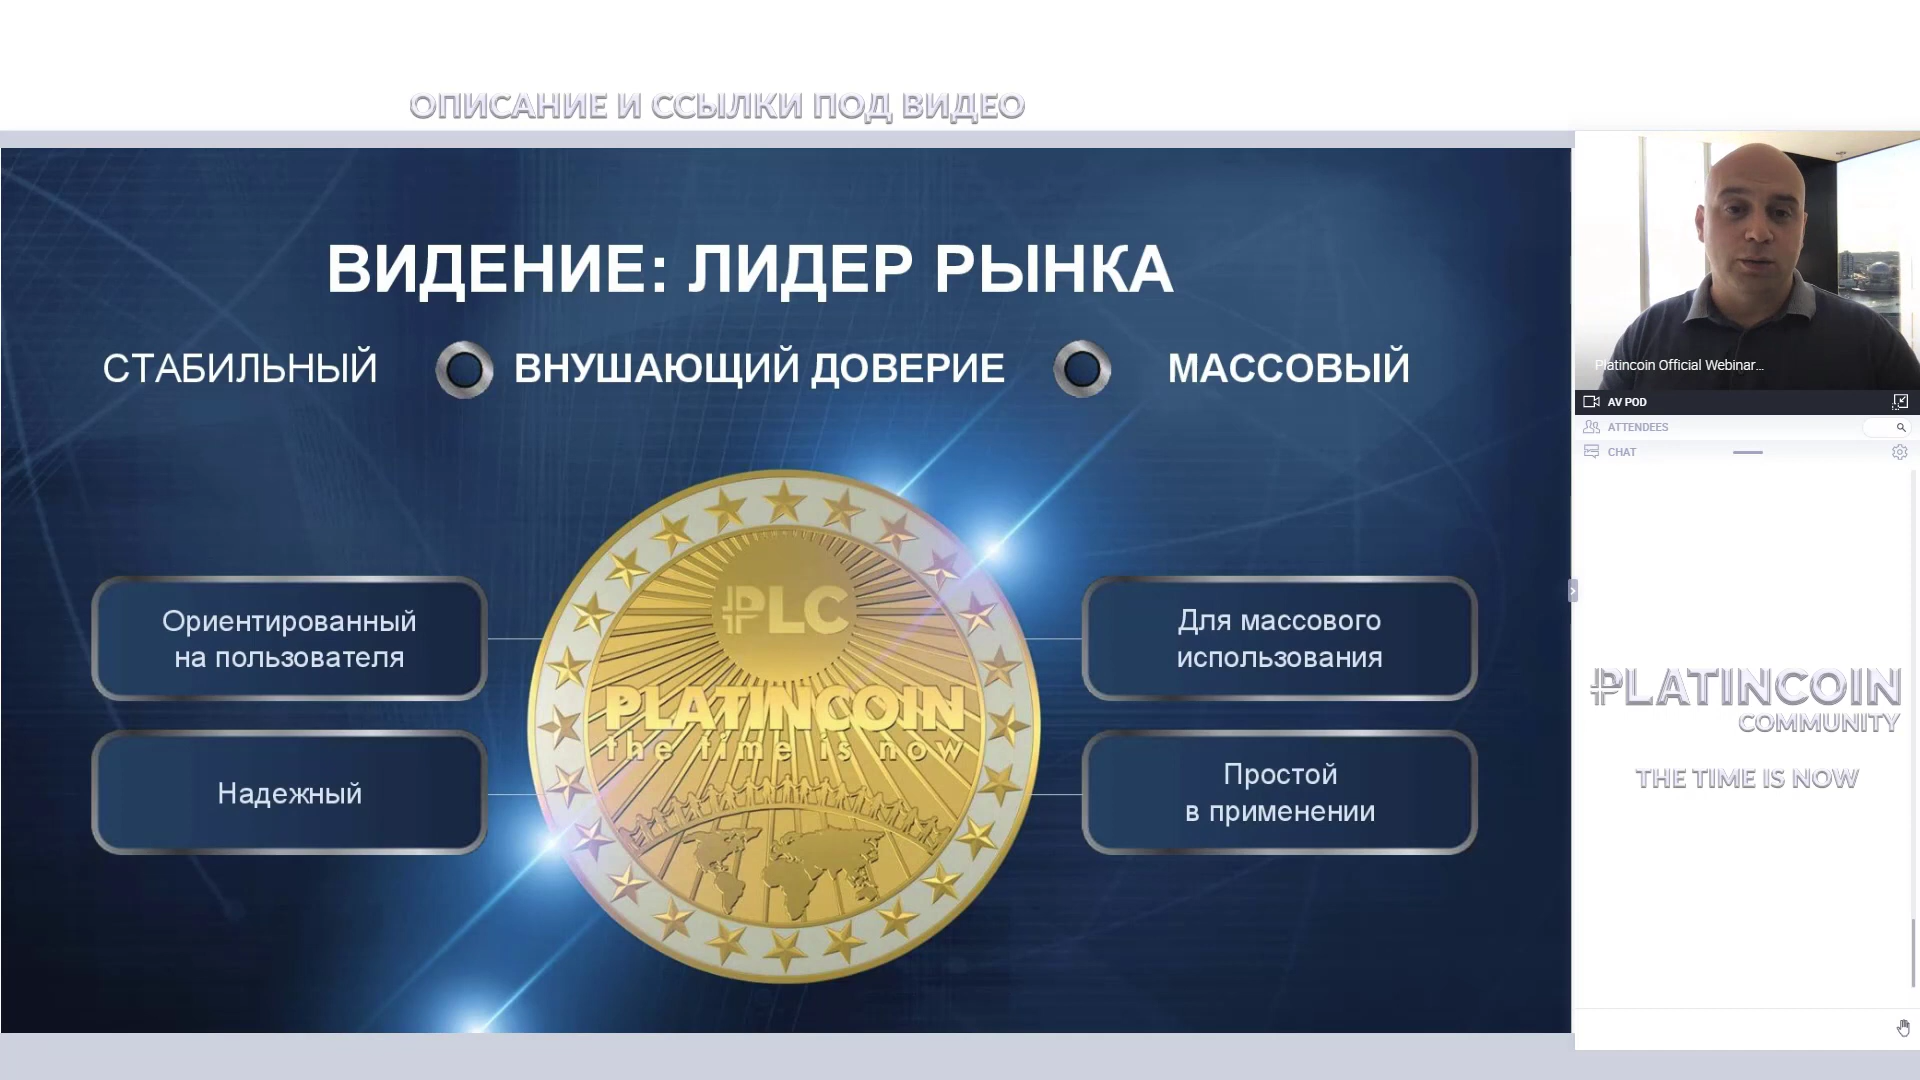 ОПИСАНИЕ И ССЫЛКИ ПОД ВИДЕО
ВИДЕНИЕ: ЛИДЕР РЫНКА
СТАБИЛЬНЫЙ
ВНУШАЮЩИЙ ДОВЕРИЕ
МАССОВЫЙ
Ориентированный
на пользователя
Надежный
PLC
PLATINCOIN
the time is now
Для массового
использования
Простой
в применении
Platincoin Official Webinar...
AV POD
ATTENDEES
CHAT
PLATINCOIN
COMMUNITY
THE TIME IS NOW